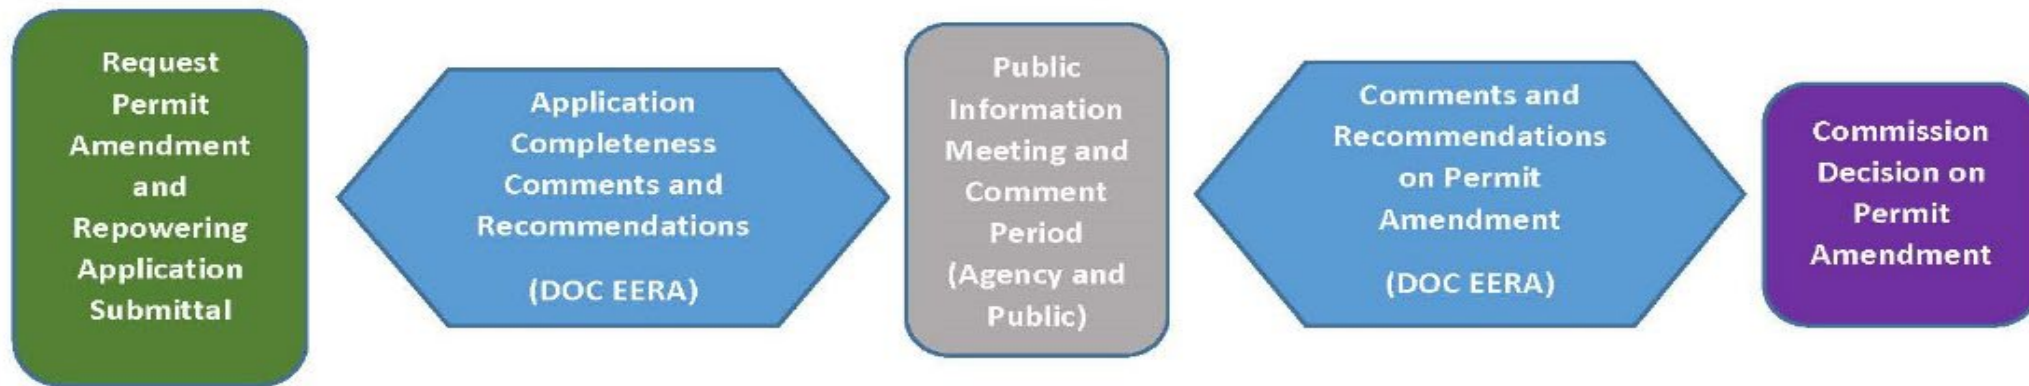 Request
Permit
Amendment
and
Repowering
Application
Submittal
Application
Completeness
Comments and
Recommendations
(DOC EERA)
Public
Information
Meeting and
Comment
Period
(Agency and
Public)
Comments and
Recommendations
on Permit
Amendment
(DOC EERA)
Commission
Decision on
Permit
Amendment